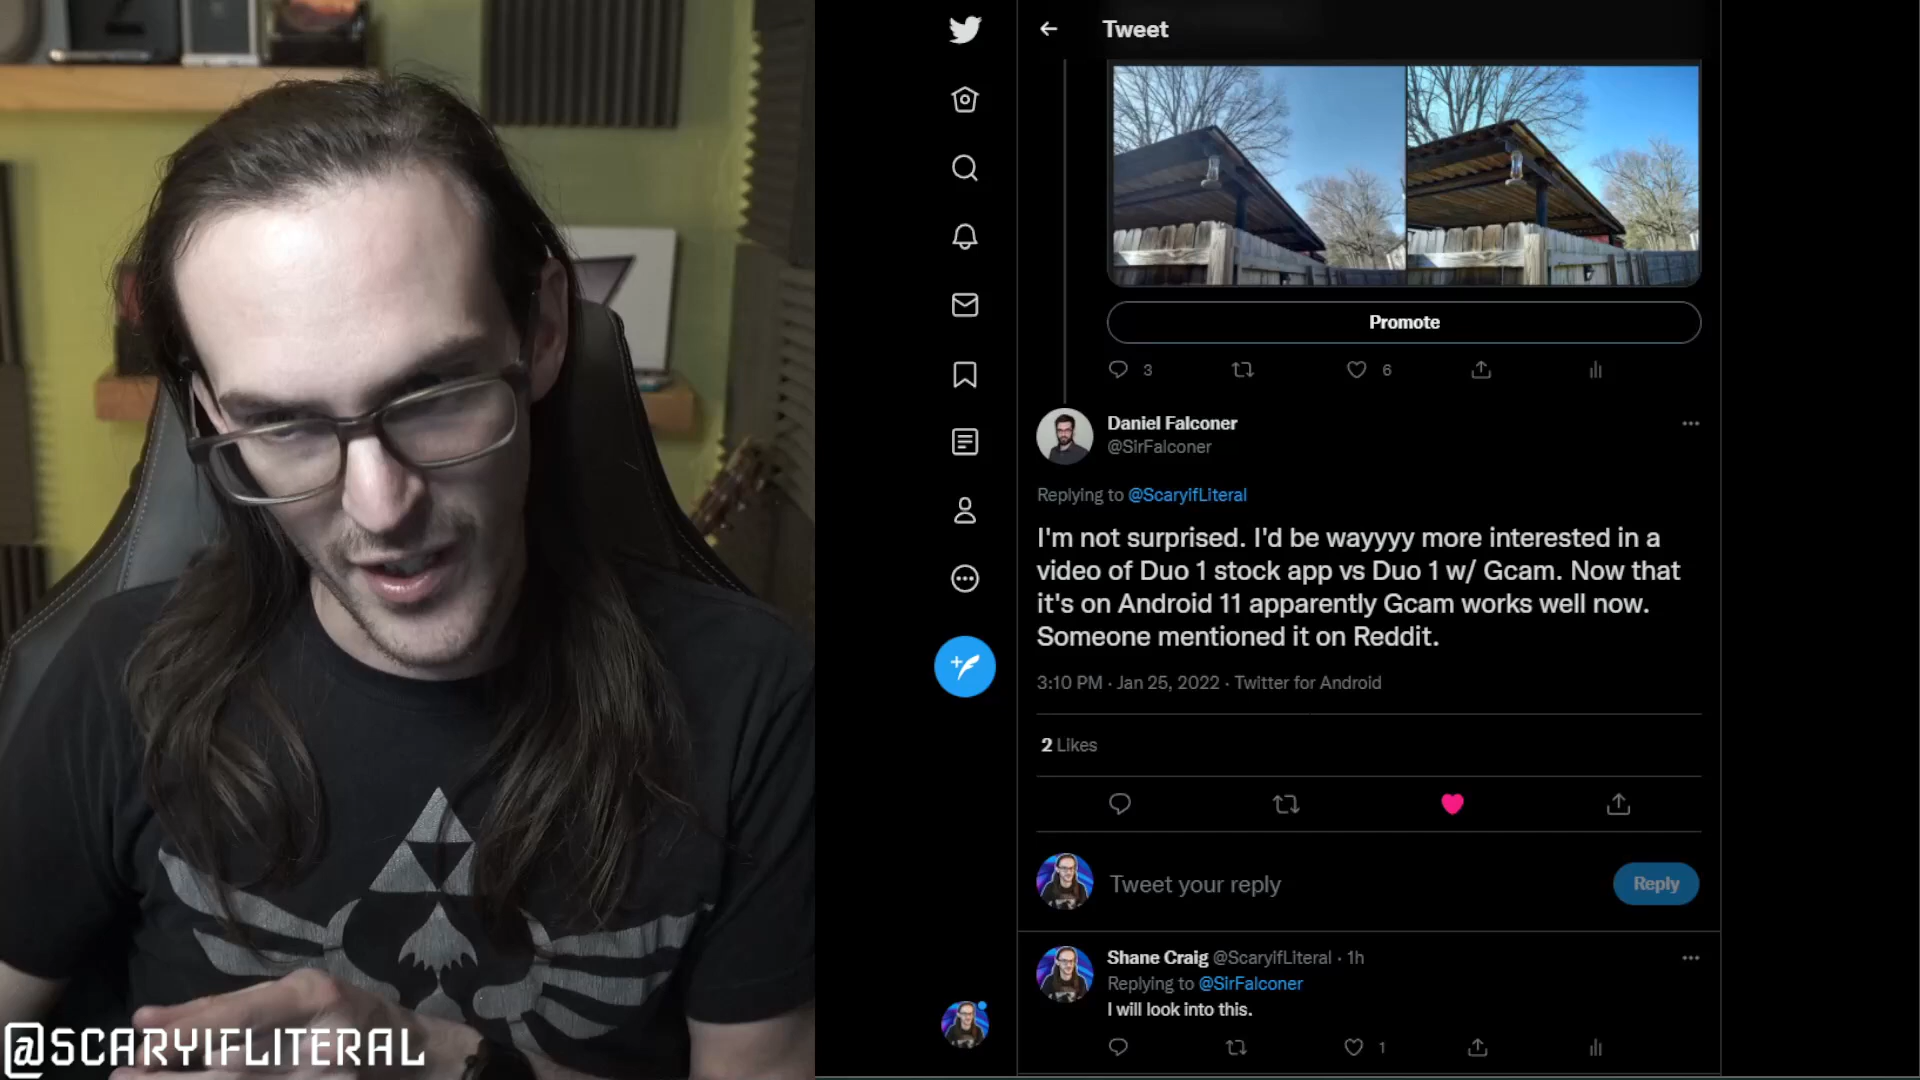 Tweet
Promote
3
6
Daniel Falconer
@SirFalconer
Replying to @ScaryifLiteral
I'm not surprised. I'd be wayyyy more interested in a
video of Duo 1 stock app vs Duo 1 w/ Gcam. Now that
it's on Android 11 apparently Gcam works well now.
Someone mentioned it on Reddit.
3:10 PM · Jan 25, 2022 · Twitter for Android
2 Likes
Tweet your reply
Reply
Shane Craig @ScaryifLiteral · 1h
Replying to @SirFalconer
I will look into this.
1
@SCARYIFLITERAL